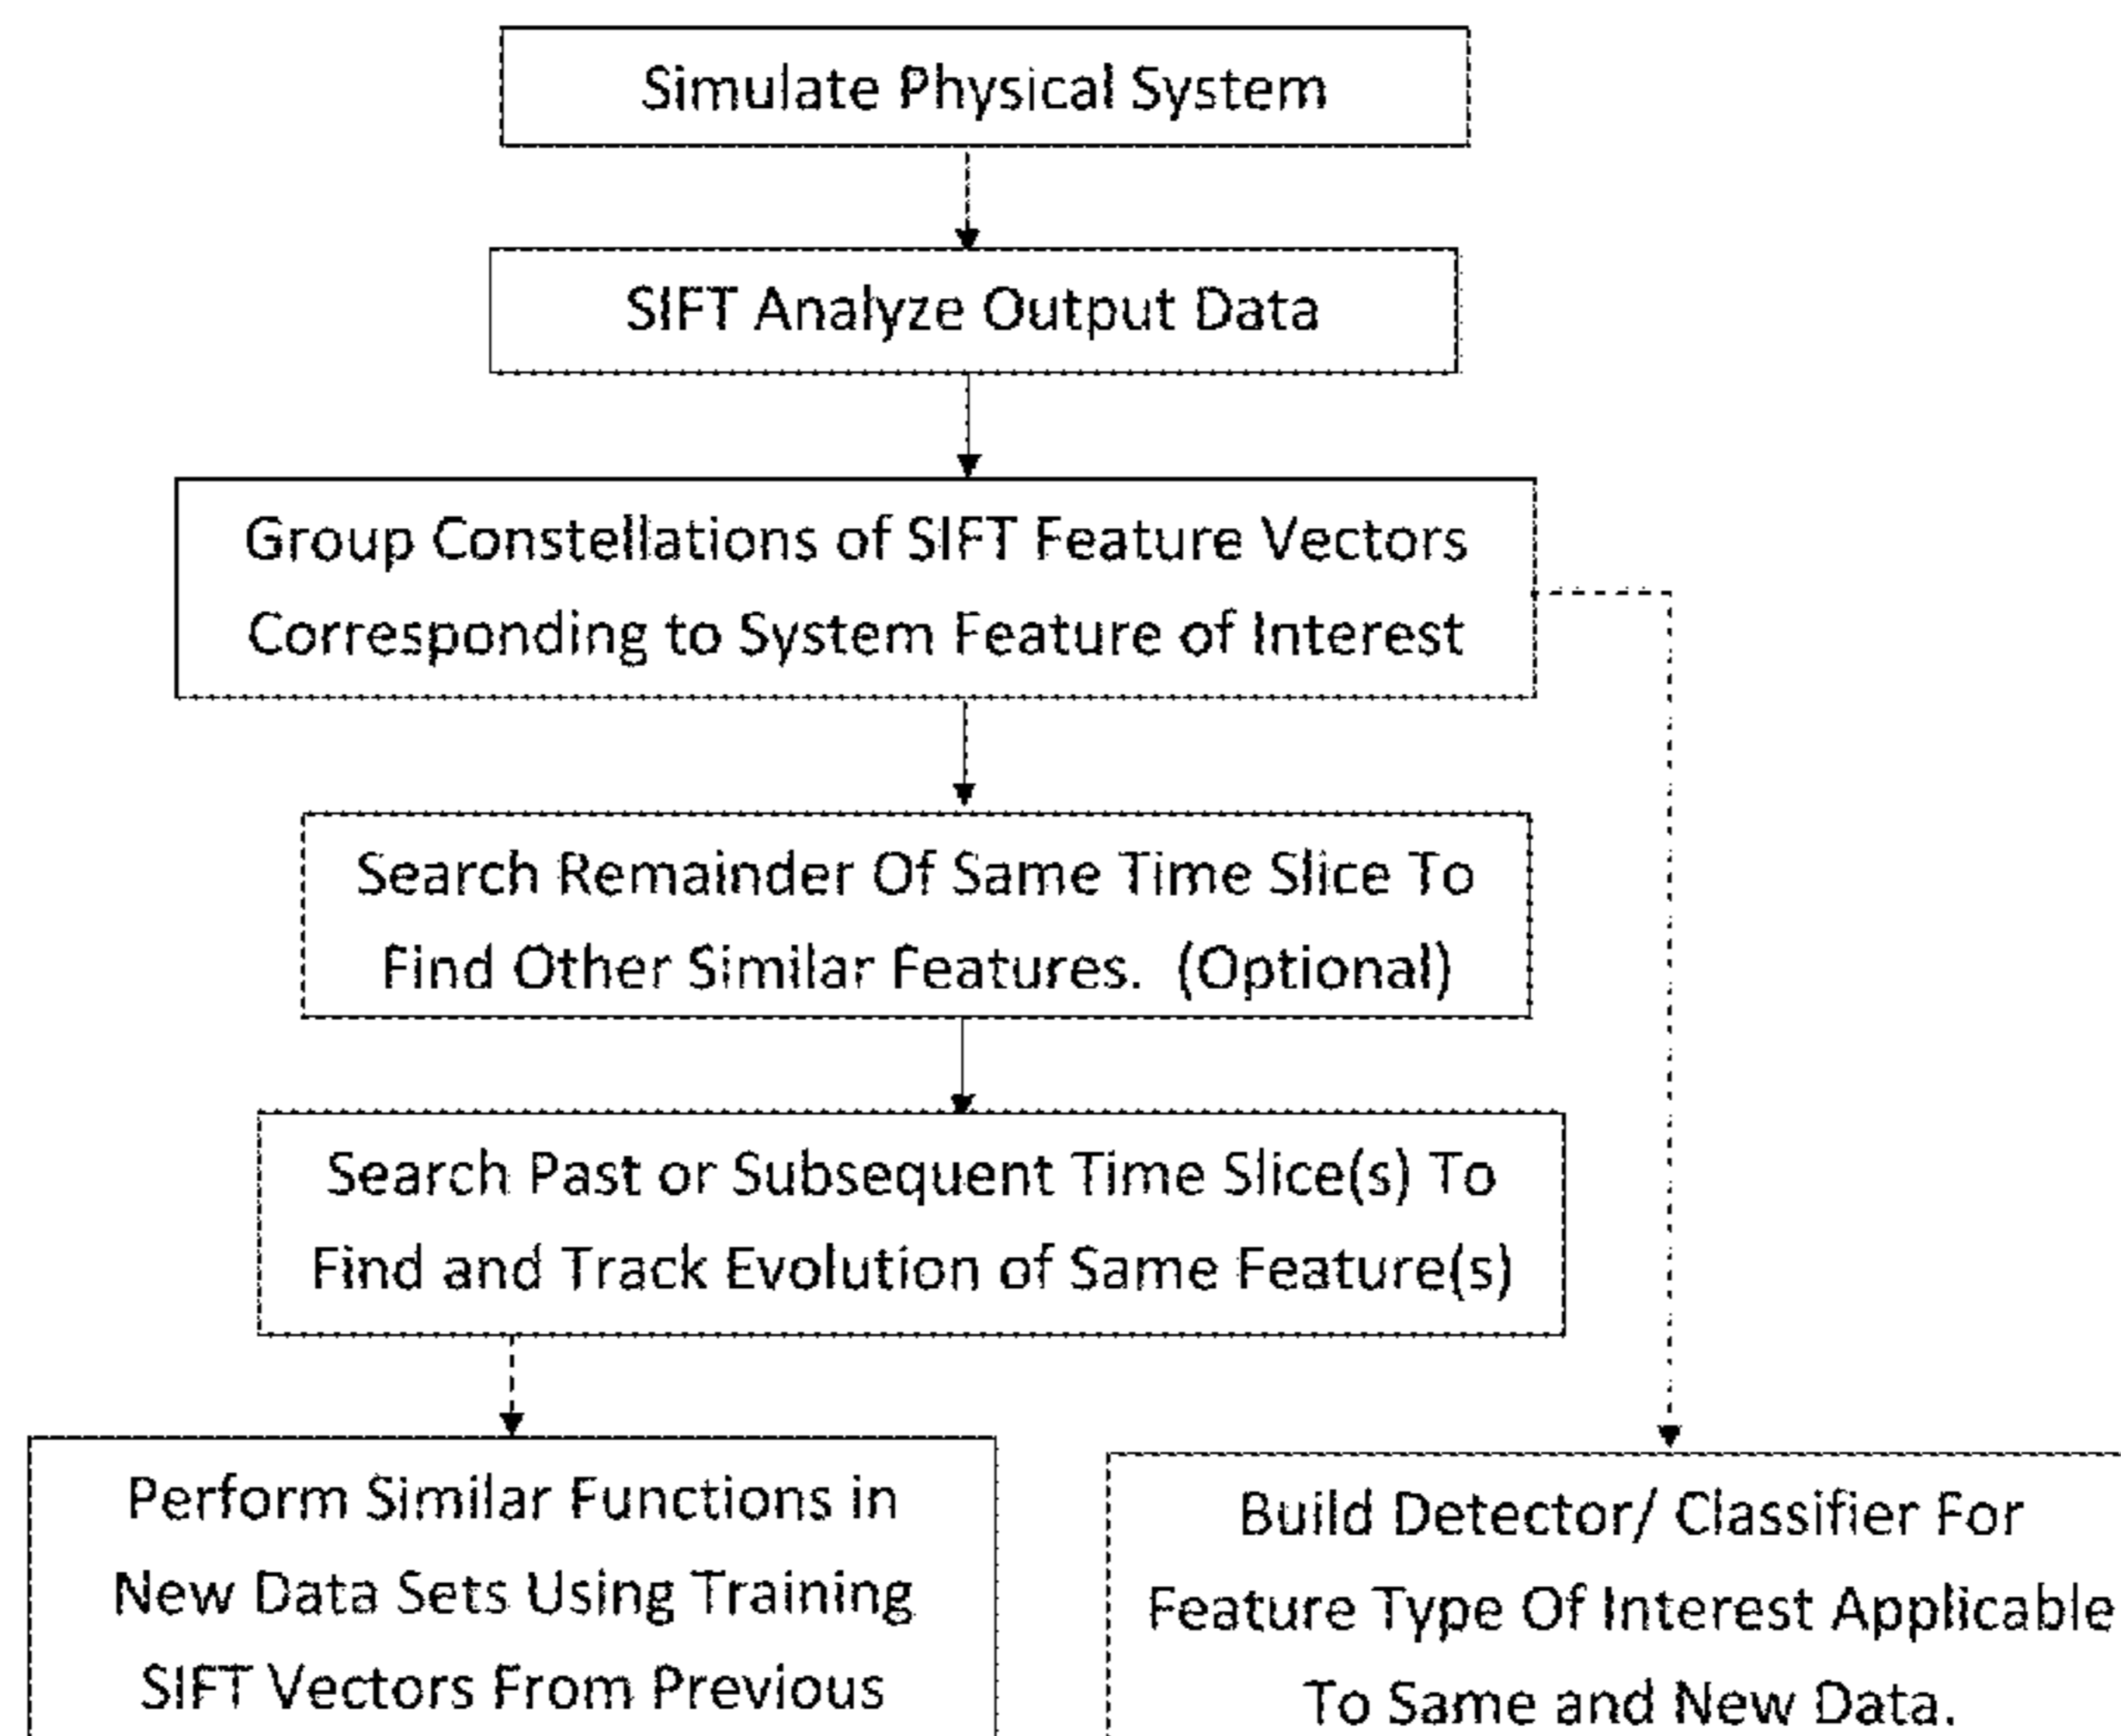 Simulate Physical System
SIFT Analyze Output Data
Group Constellations of SIFT Feature Vectors
Corresponding to System Feature of Interest
Search Remainder Of Same Time Slice To
Find Other Similar Features. (Optional)
Search Past or Subsequent Time Slice(s) To
Find and Track Evolution of Same Feature(s)
Perform Similar Functions in
New Data Sets Using Training
SIFT Vectors From Previous
Build Detector/ Classifier For
Feature Type Of Interest Applicable
To Same and New Data.